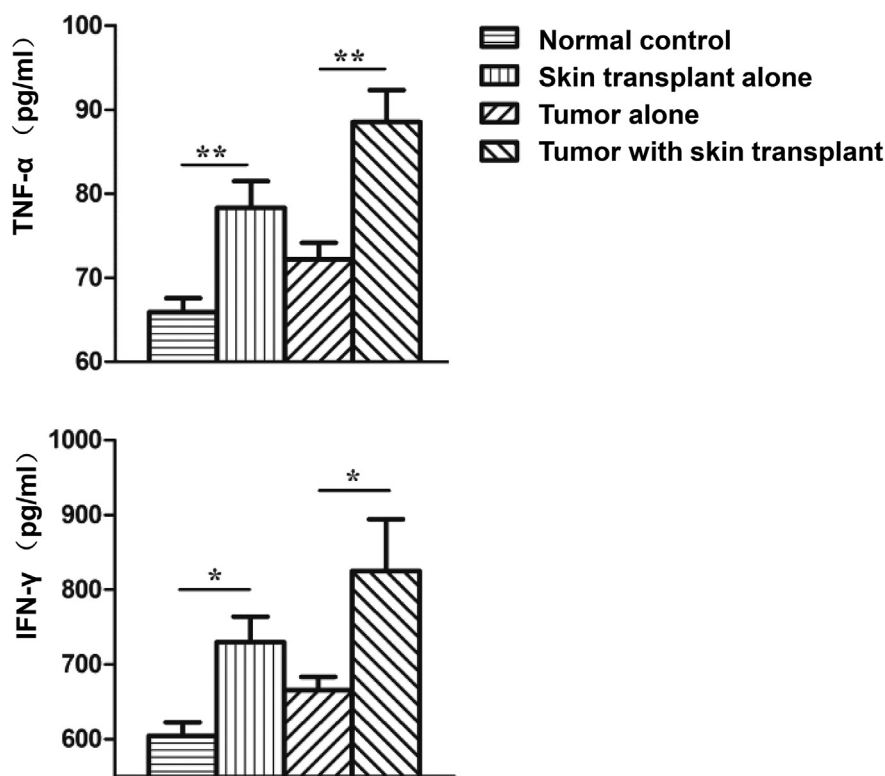 100
90
80
70
60
TNF-α（pg/ml）
**
**
Normal control
Skin transplant alone
Tumor alone
Tumor with skin transplant
1000
900
800
700
600
IFN-γ（pg/ml）
*
*